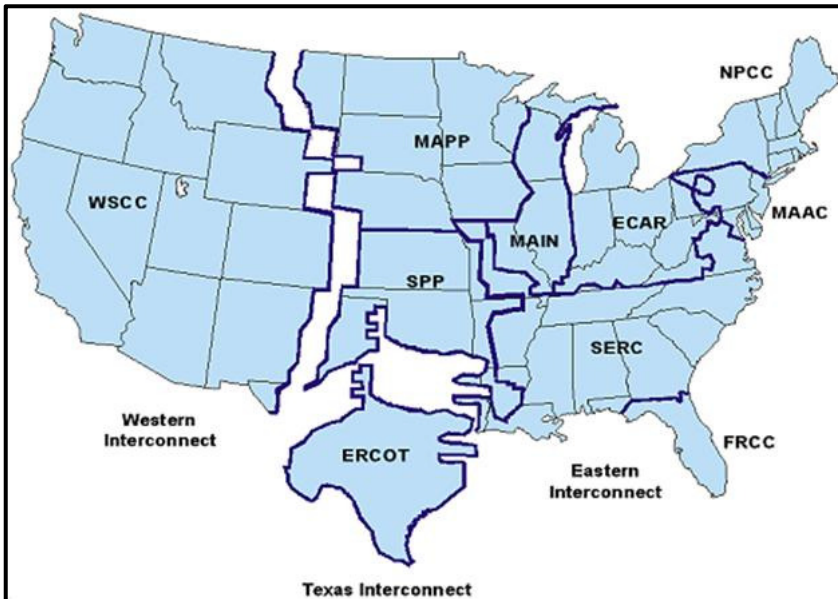 NPCC
MAPP
WSCC
ECAR
MAAC
MAIN
SPP
SERC
Western
Interconnect
ERCOT
FRCC
Eastern
Interconnect
Texas Interconnect